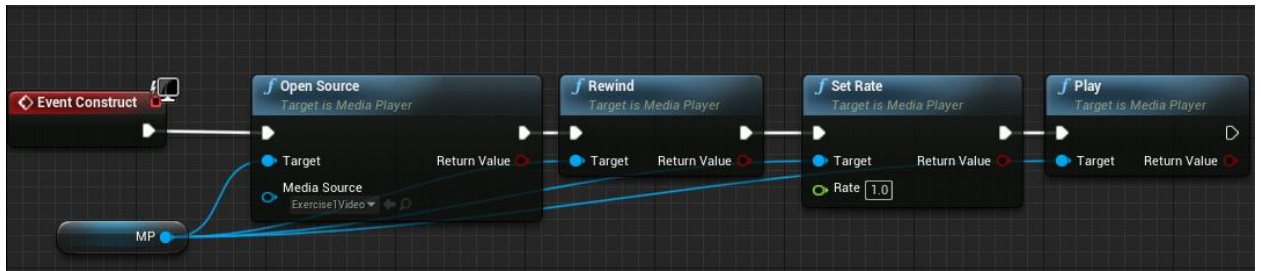 Event Construct
f Open Source
Target is Media Player
Target
Return Value
Media Source
Exercise1Video
f Rewind
Target is Media Player
Target
Return Value
f Set Rate
Target is Media Player
Target
Return Value
Rate 1.0
f Play
Target is Media Player
Target
Return Value
MP